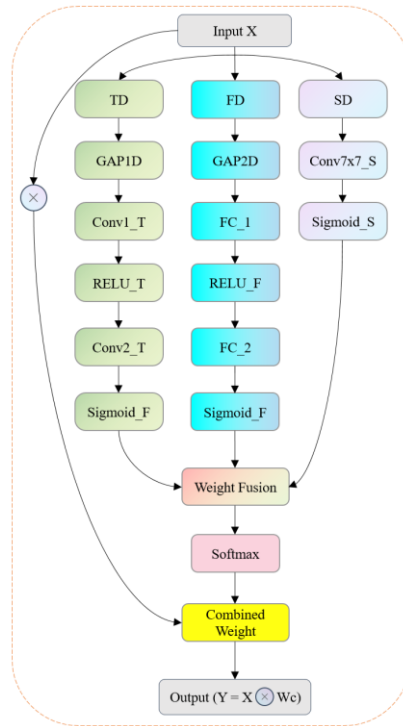 Input X
TD
FD
SD
GAP1D
GAP2D
Conv7x7_S
×
Conv1_T
FC_1
Sigmoid_S
RELU_T
RELU_F
Conv2_T
FC_2
Sigmoid_F
Sigmoid_F
Weight Fusion
Softmax
Combined
Weight
Output (Y = X × Wc)